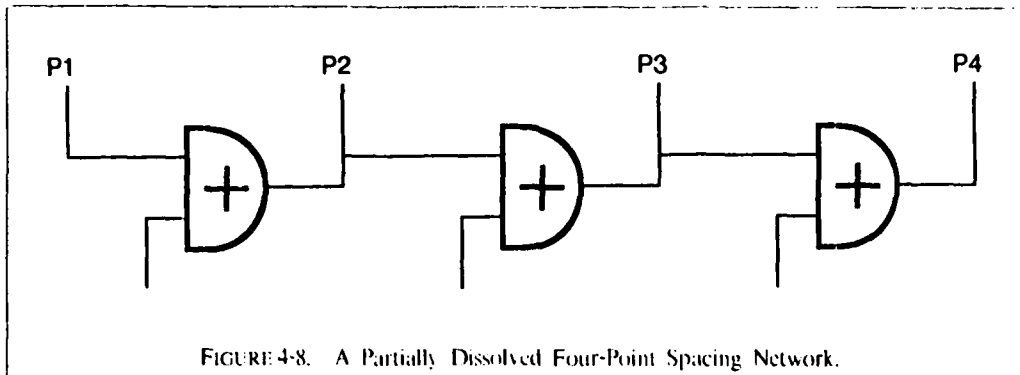 P1 P2 P3 P4
+ + +
FIGURE 4-8. A Partially Dissolved Four-Point Spacing Network.